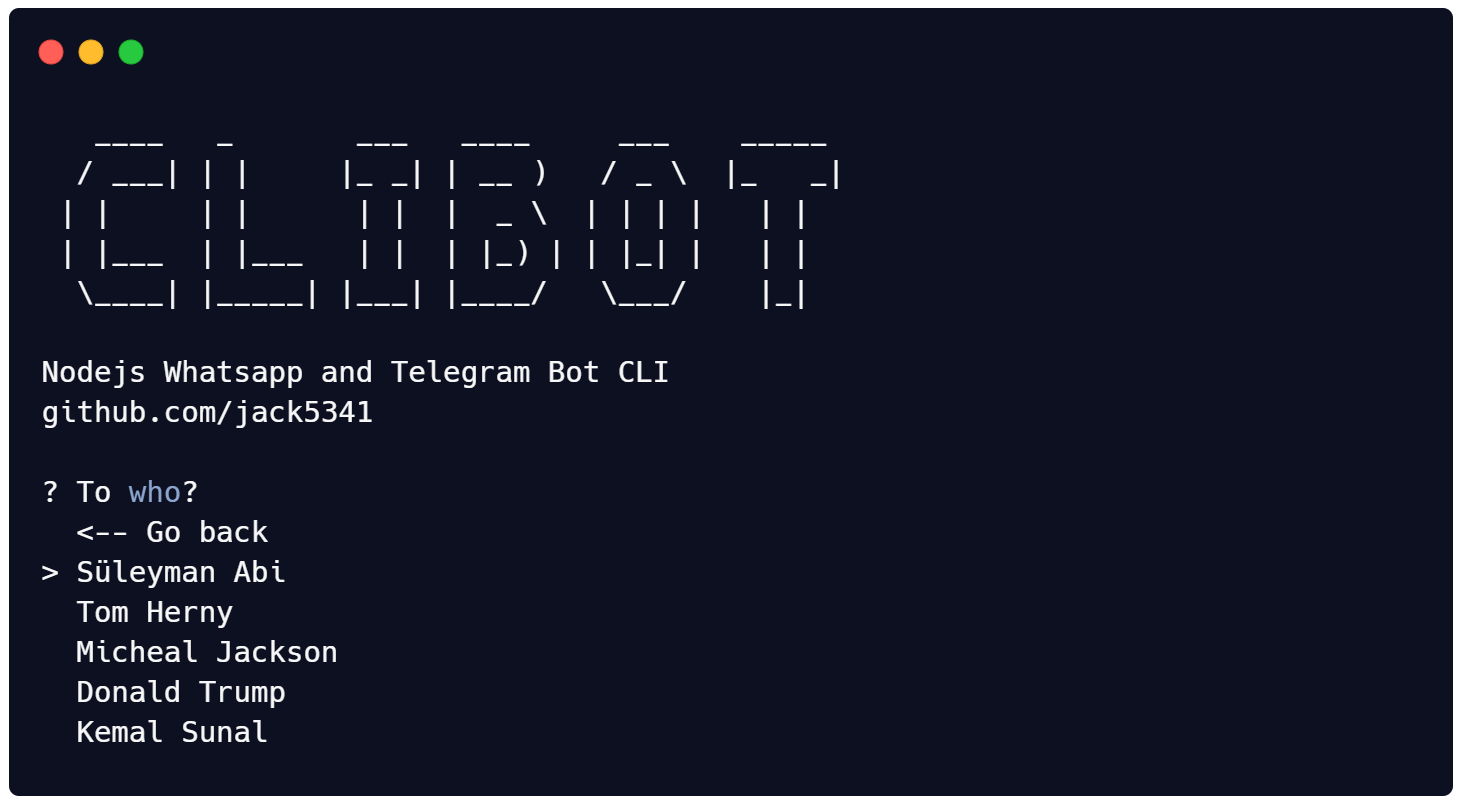 CLIBOT
Nodejs Whatsapp and Telegram Bot CLI
github.com/jack5341
? To who?
<-- Go back
> Süleyman Abi
Tom Herny
Micheal Jackson
Donald Trump
Kemal Sunal